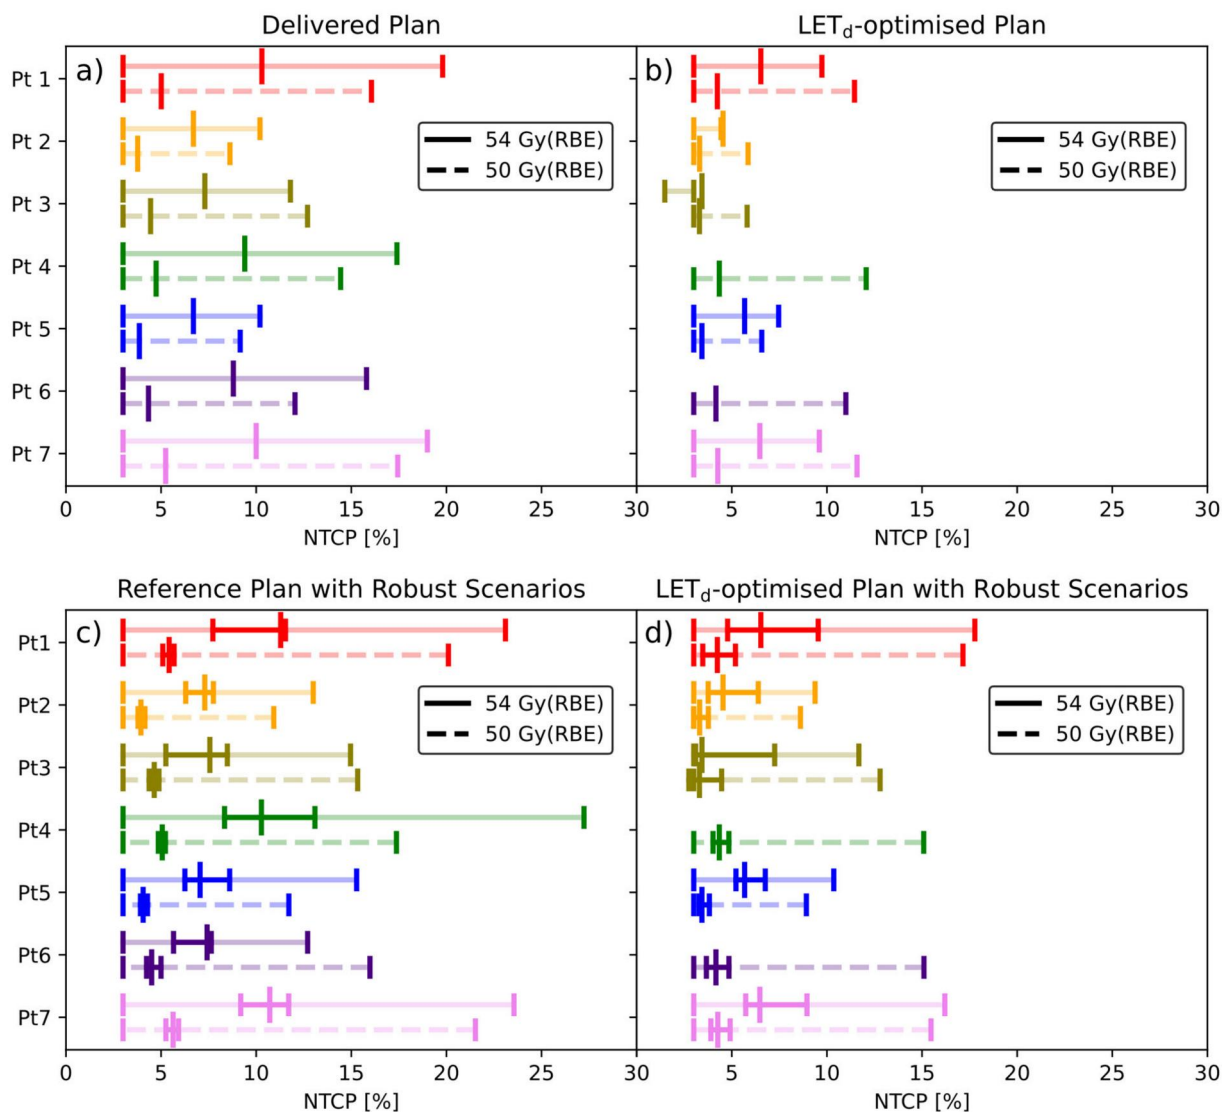 Delivered Plan
a)
Pt 1
Pt 2
Pt 3
Pt 4
Pt 5
Pt 6
Pt 7
54 Gy(RBE)
50 Gy(RBE)
0 5 10 15 20 25 30
NTCP [%]
LETd-optimised Plan
b)
54 Gy(RBE)
50 Gy(RBE)
5 10 15 20 25 30
NTCP [%]
Reference Plan with Robust Scenarios
c)
Pt1
Pt2
Pt3
Pt4
Pt5
Pt6
Pt7
54 Gy(RBE)
50 Gy(RBE)
0 5 10 15 20 25 30
NTCP [%]
LETd-optimised Plan with Robust Scenarios
d)
54 Gy(RBE)
50 Gy(RBE)
5 10 15 20 25 30
NTCP [%]